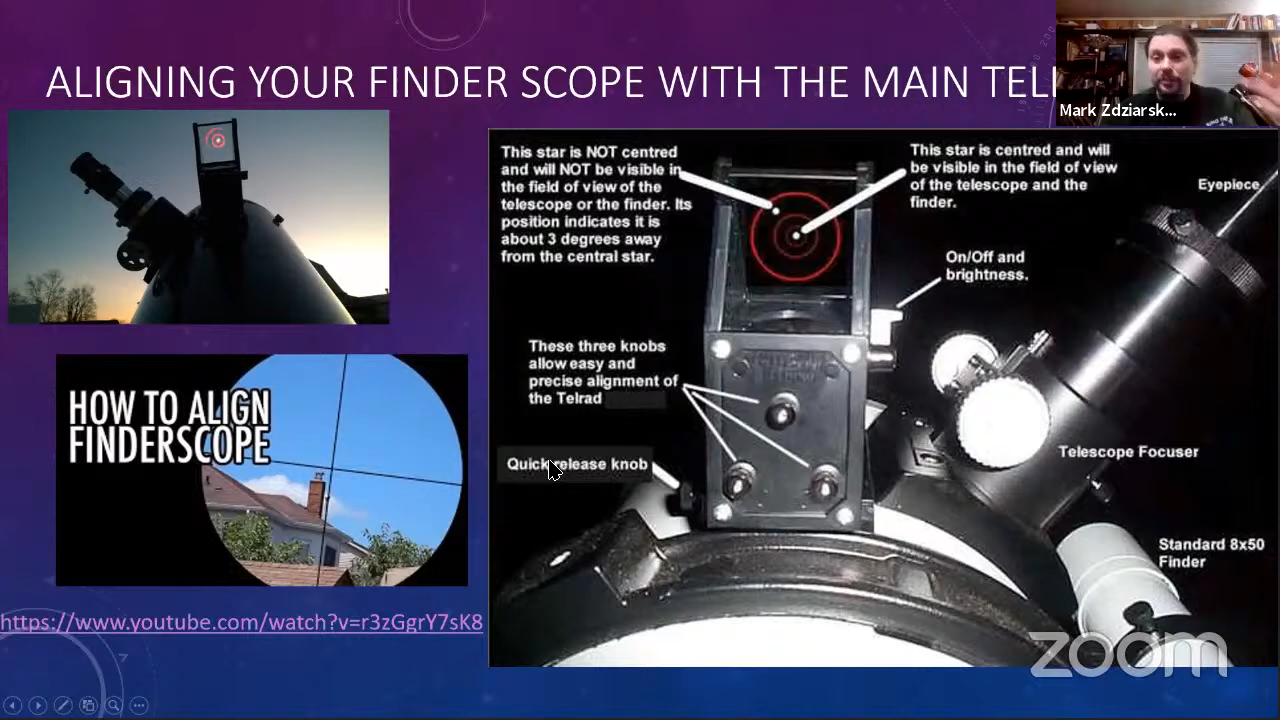 ALIGNING YOUR FINDER SCOPE WITH THE MAIN TEL
Mark Zdziarsk...
This star is NOT centred
and will NOT be visible in
the field of view of the
telescope or the finder. Its
position indicates it is
about 3 degrees away
from the central star.
This star is centred and will
be visible in the field of view
of the telescope and the
finder.
Eyepiece
On/Off and
brightness.
These three knobs
allow easy and
precise alignment of
the Telrad
Quick release knob
Telescope Focuser
Standard 8x50
Finder
HOW TO ALIGN
FINDERSCOPE
https://www.youtube.com/watch?v=r3zGgrY7sK8
zoom